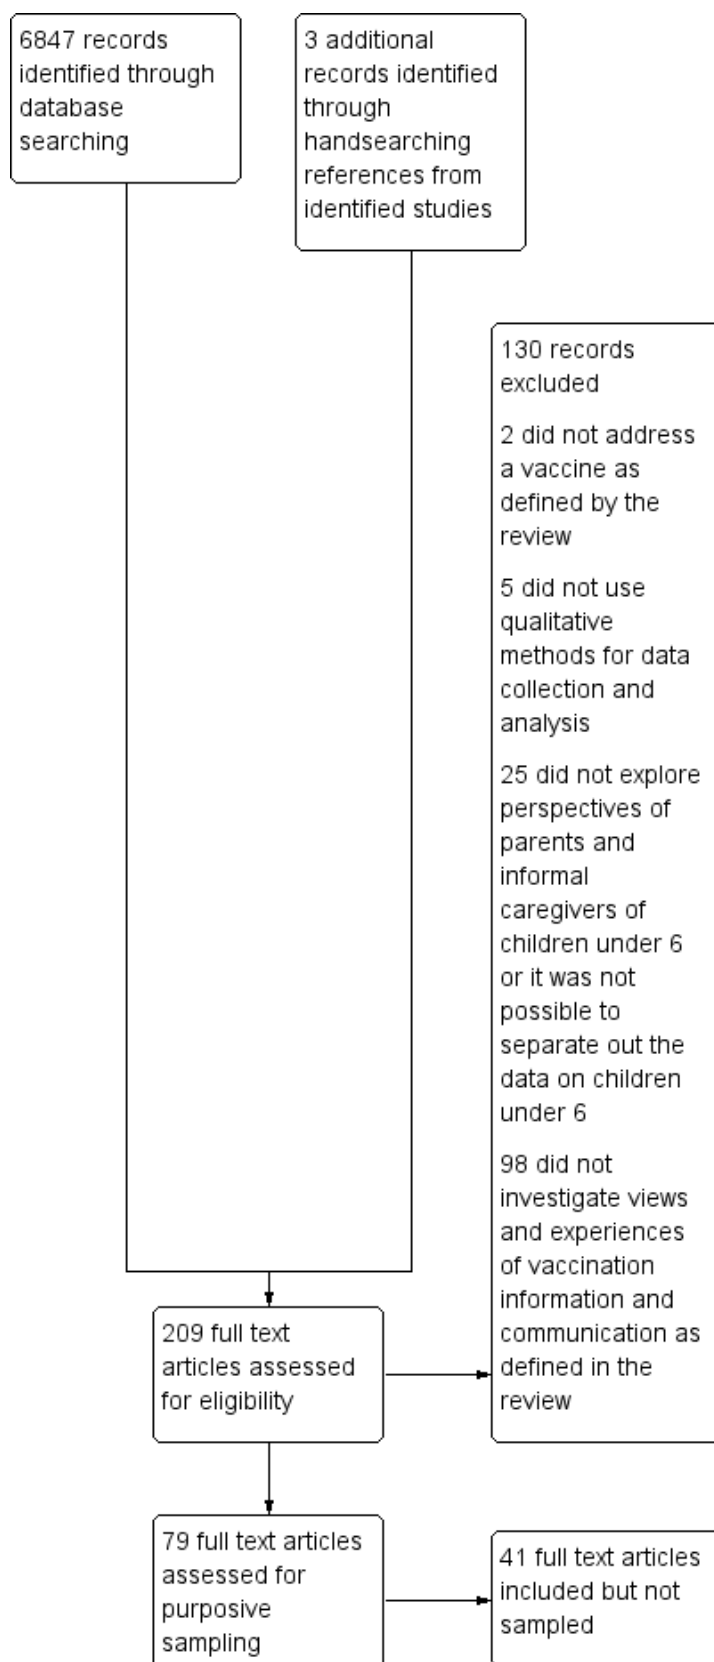 6847 records
identified through
database
searching
3 additional
records identified
through
handsearching
references from
identified studies
130 records
excluded
2 did not address
a vaccine as
defined by the
review
5 did not use
qualitative
methods for data
collection and
analysis
25 did not explore
perspectives of
parents and
informal
caregivers of
children under 6
or it was not
possible to
separate out the
data on children
under 6
98 did not
investigate views
and experiences
of vaccination
information and
communication as
defined in the
review
209 full text
articles assessed
for eligibility
79 full text articles
assessed for
purposive
sampling
41 full text articles
included but not
sampled